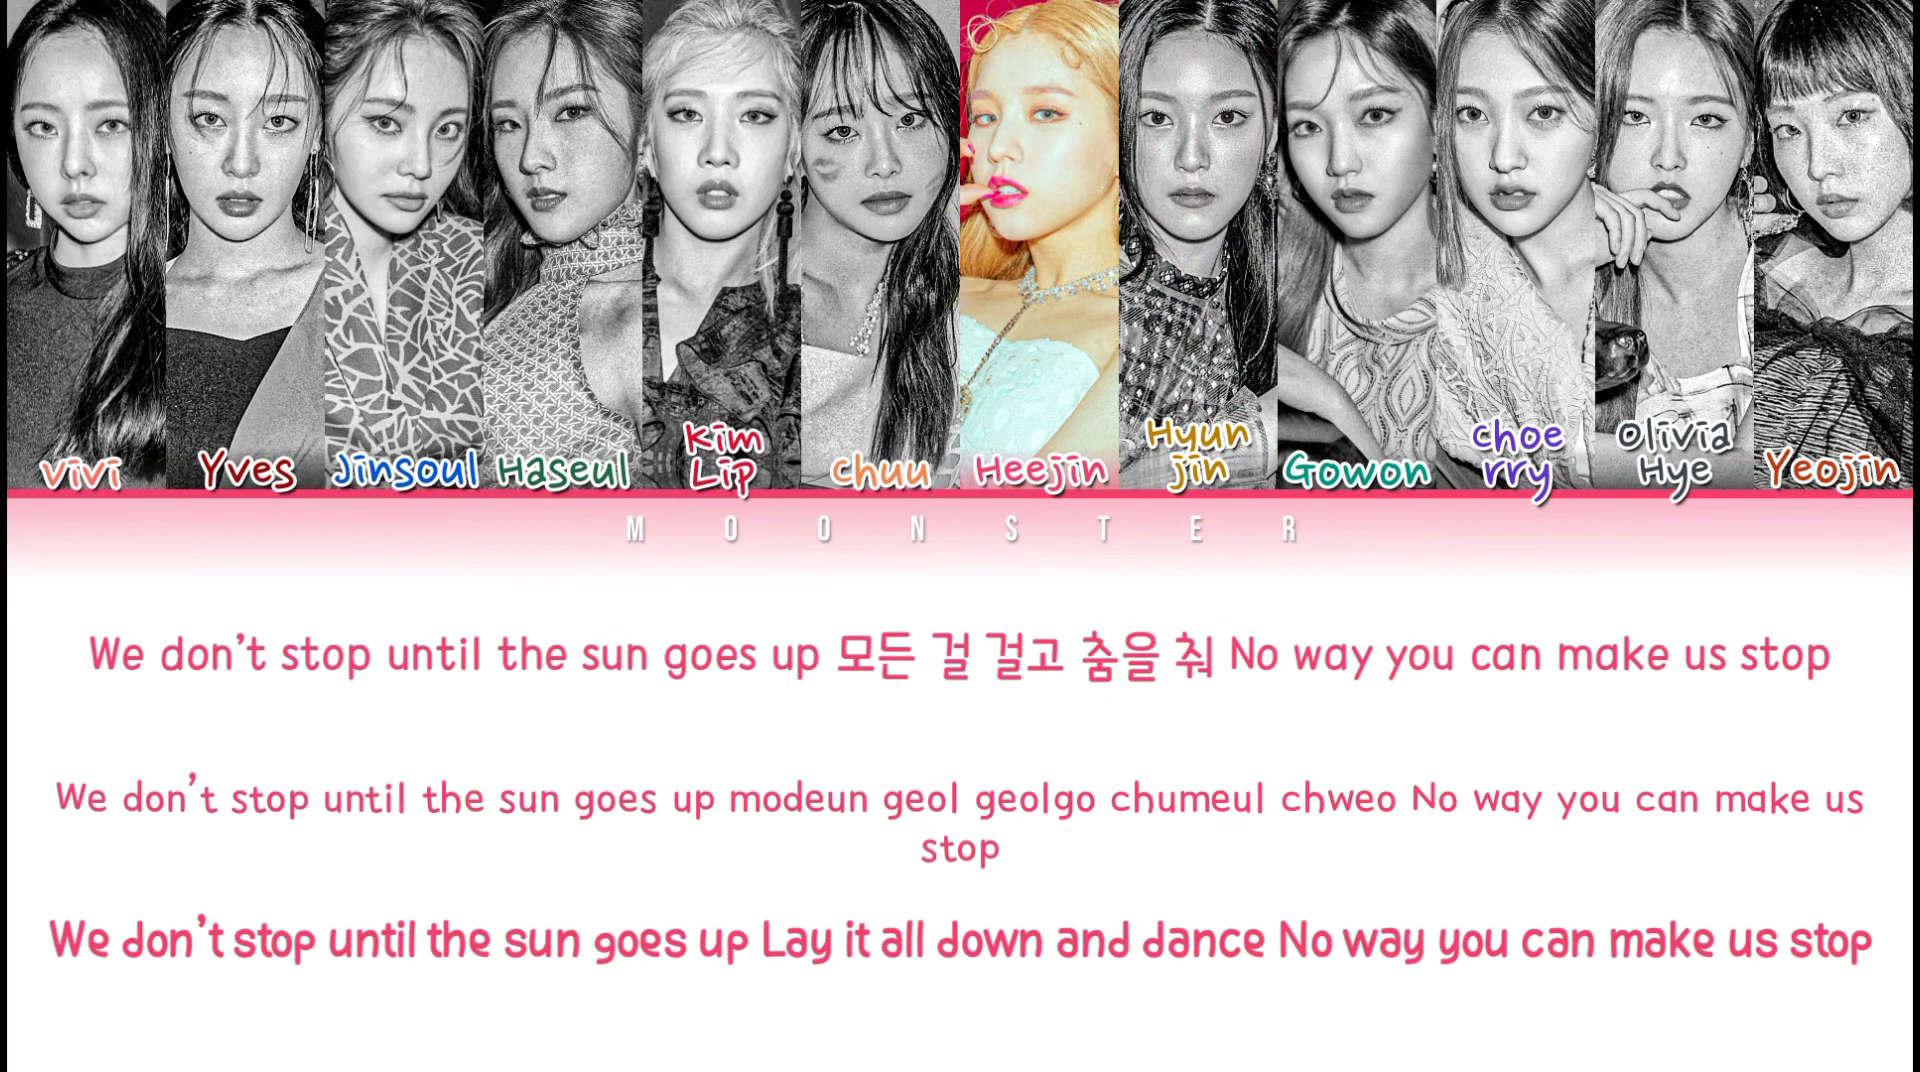 ViVi Yves Jinsoul Haseul Kim Lip Chuu Heejin Hyun jin Gowon Choe rry Olivia Hye Yeojin
MOONSTER
We don't stop until the sun goes up 모든 걸 걸고 춤을 춰 No way you can make us stop
We don't stop until the sun goes up modeun geol geolgo chumeul chweo No way you can make us
stop
We don't stop until the sun goes up Lay it all down and dance No way you can make us stop